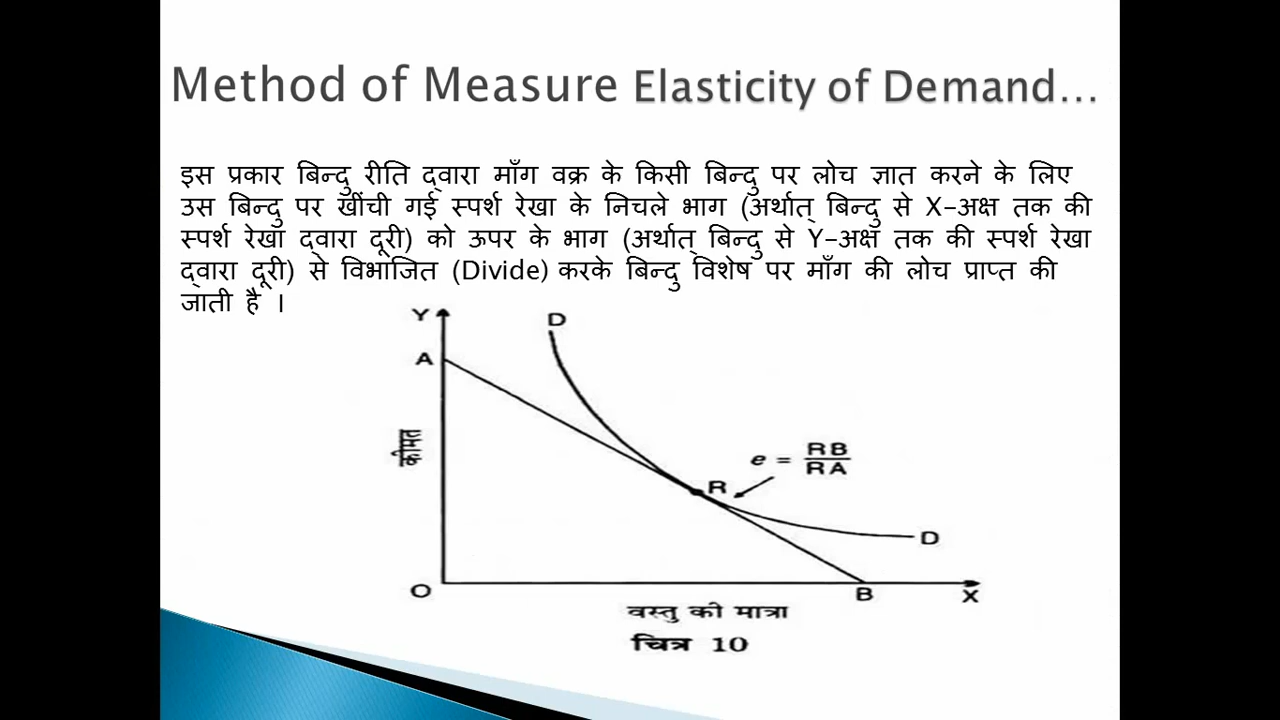 Method of Measure Elasticity of Demand...
इस प्रकार बिन्दु रीति द्वारा माँग वक्र के किसी बिन्दु पर लोच ज्ञात करने के लिए
उस बिन्दु पर खींची गई स्पर्श रेखा के निचले भाग (अर्थात् बिन्दु से X-अक्ष तक की
स्पर्श रेखा द्वारा दूरी) को ऊपर के भाग (अर्थात् बिन्दु से Y-अक्ष तक की स्पर्श रेखा
द्वारा दूरी) से विभाजित (Divide) करके बिन्दु विशेष पर माँग की लोच प्राप्त की
जाती है ।
Y
D
A
कीमत
e = RB
RA
R
D
O
B
X
वस्तु की मात्रा
चित्र 10